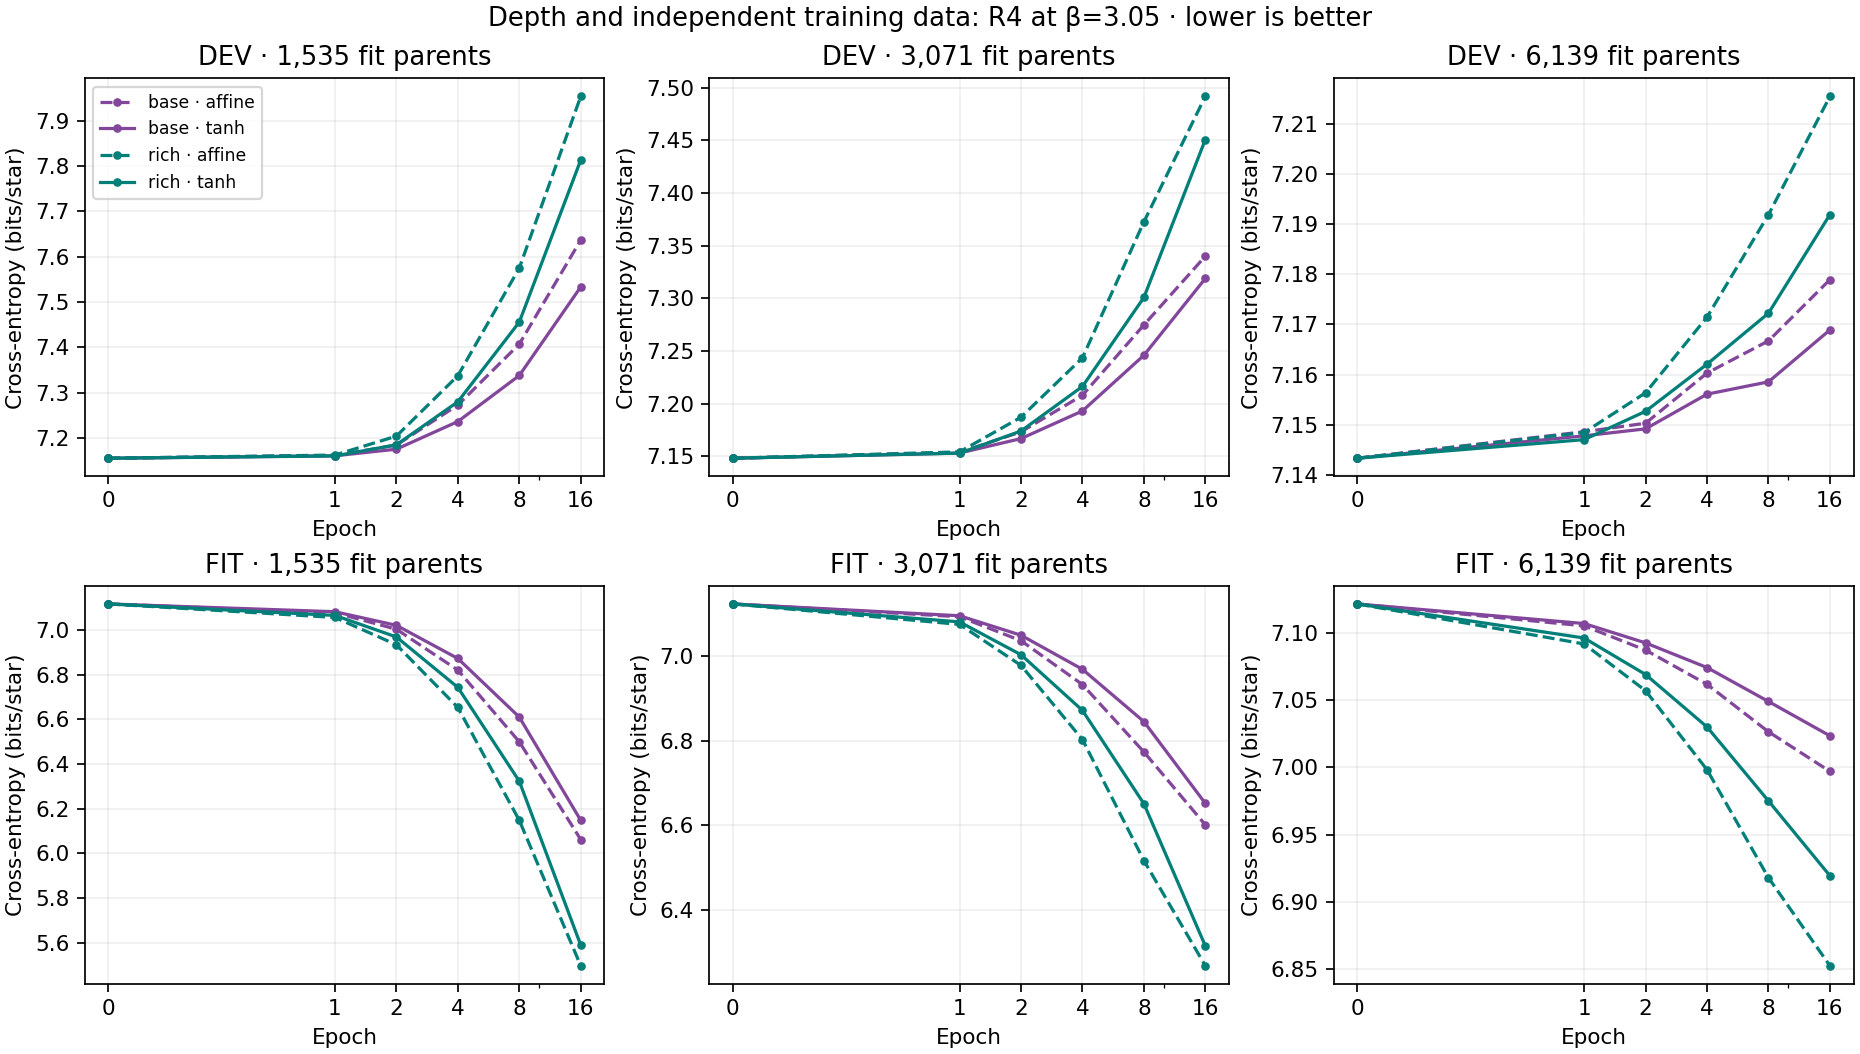 Depth and independent training data: R4 at β=3.05 · lower is better
DEV · 1,535 fit parents
Cross-entropy (bits/star)
7.9
7.8
7.7
7.6
7.5
7.4
7.3
7.2
base · affine
base · tanh
rich · affine
rich · tanh
0 1 2 4 8 16
Epoch
DEV · 3,071 fit parents
Cross-entropy (bits/star)
7.50
7.45
7.40
7.35
7.30
7.25
7.20
7.15
0 1 2 4 8 16
Epoch
DEV · 6,139 fit parents
Cross-entropy (bits/star)
7.21
7.20
7.19
7.18
7.17
7.16
7.15
7.14
0 1 2 4 8 16
Epoch
FIT · 1,535 fit parents
Cross-entropy (bits/star)
7.0
6.8
6.6
6.4
6.2
6.0
5.8
5.6
0 1 2 4 8 16
Epoch
FIT · 3,071 fit parents
Cross-entropy (bits/star)
7.0
6.8
6.6
6.4
0 1 2 4 8 16
Epoch
FIT · 6,139 fit parents
Cross-entropy (bits/star)
7.10
7.05
7.00
6.95
6.90
6.85
0 1 2 4 8 16
Epoch